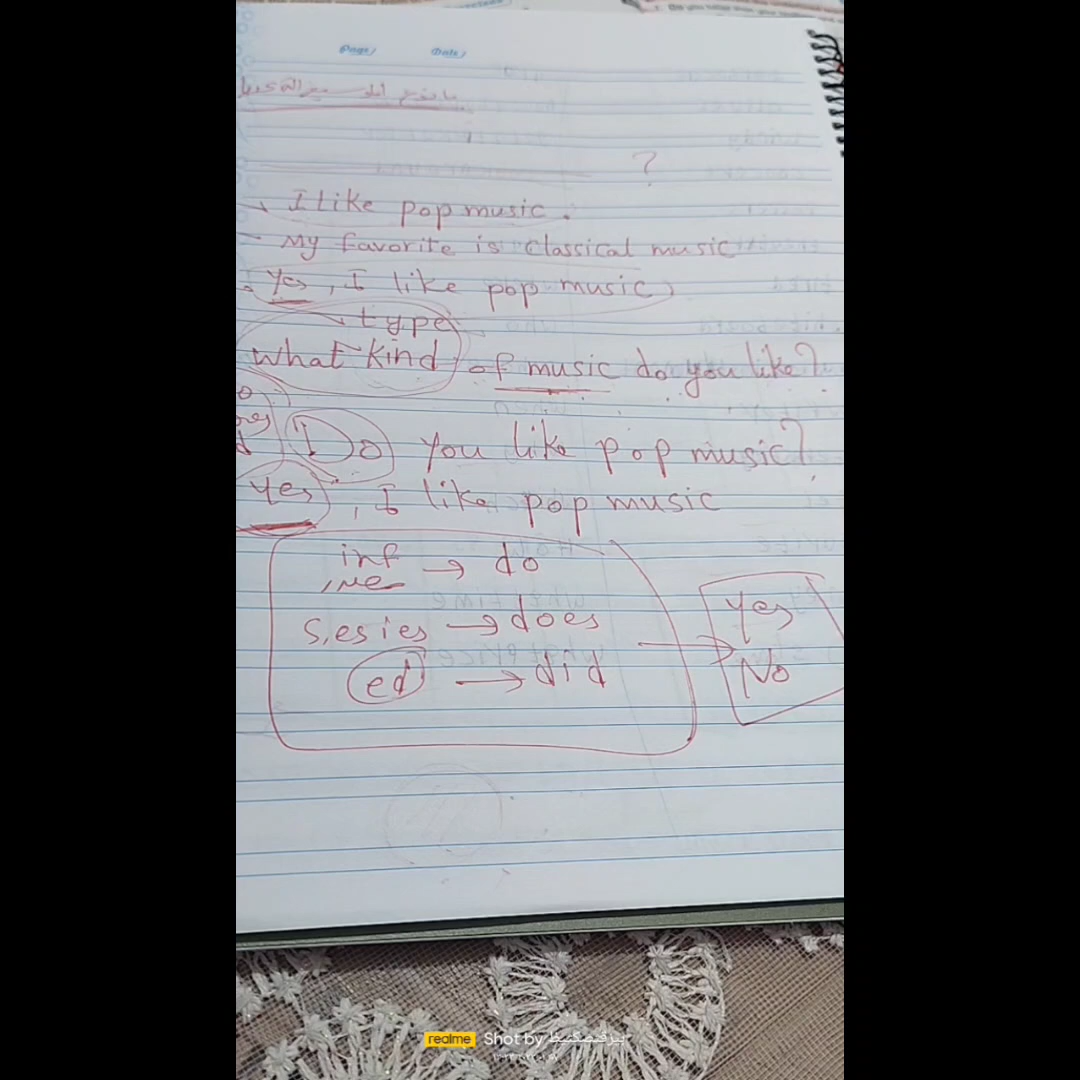 Page Date
?
I Like pop music.
- My favorite is classical music
- Yes, I like pop music
type
What kind of music do you like?
Do you like pop music?
Yes, I like pop music
inf → do
s, es ies → does
ed → did
Yes
No
realme Shot by